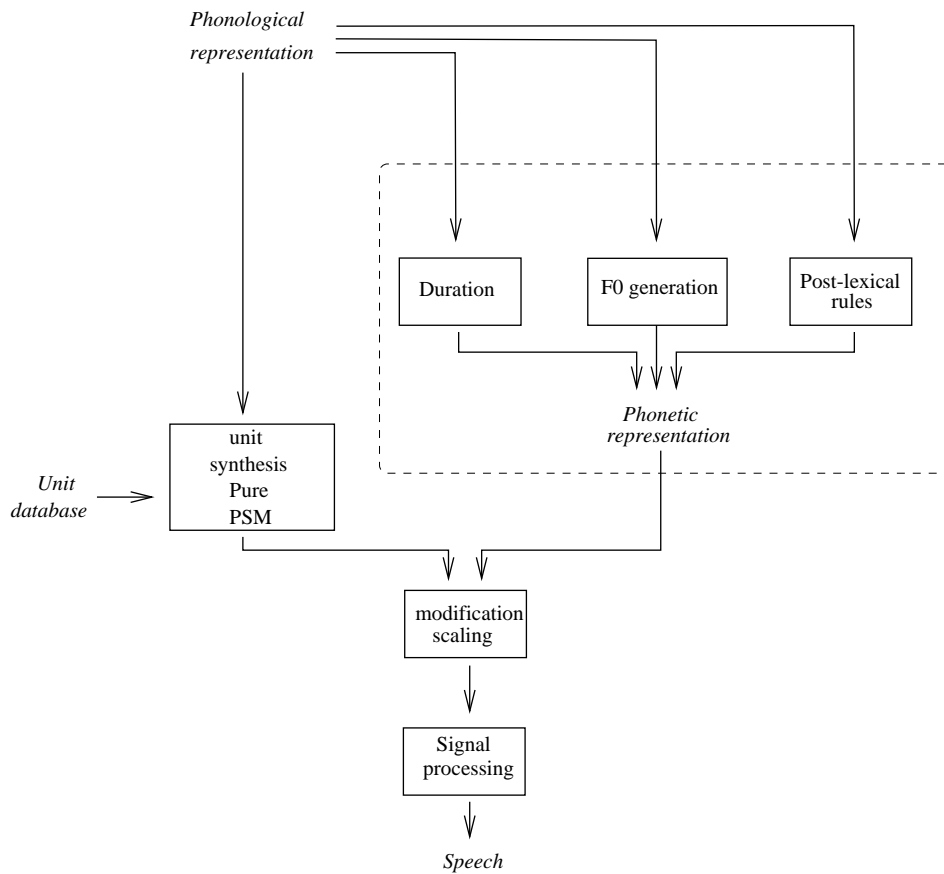 Phonological
representation
Duration
F0 generation
Post-lexical
rules
Phonetic
representation
unit
synthesis
Pure
PSM
Unit
database
modification
scaling
Signal
processing
Speech